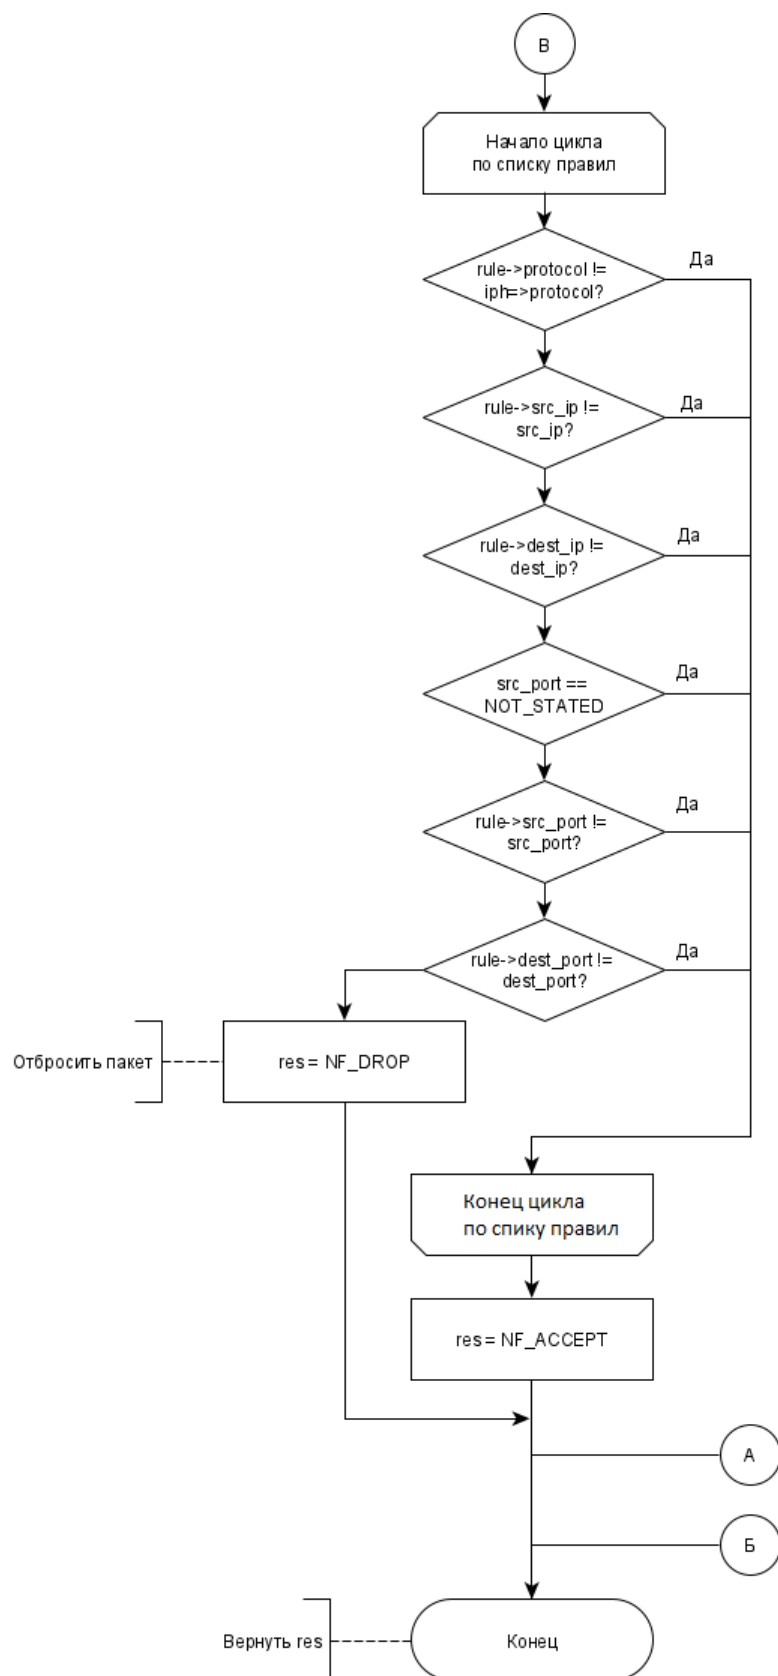 В
Начало цикла
по списку правил
rule->protocol !=
iph=>protocol?
Да
rule->src_ip !=
src_ip?
Да
rule->dest_ip !=
dest_ip?
Да
src_port ==
NOT_STATED
Да
rule->src_port !=
src_port?
Да
rule->dest_port !=
dest_port?
Да
Отбросить пакет
res = NF_DROP
Конец цикла
по спику правил
res = NF_ACCEPT
А
Б
Вернуть res
Конец